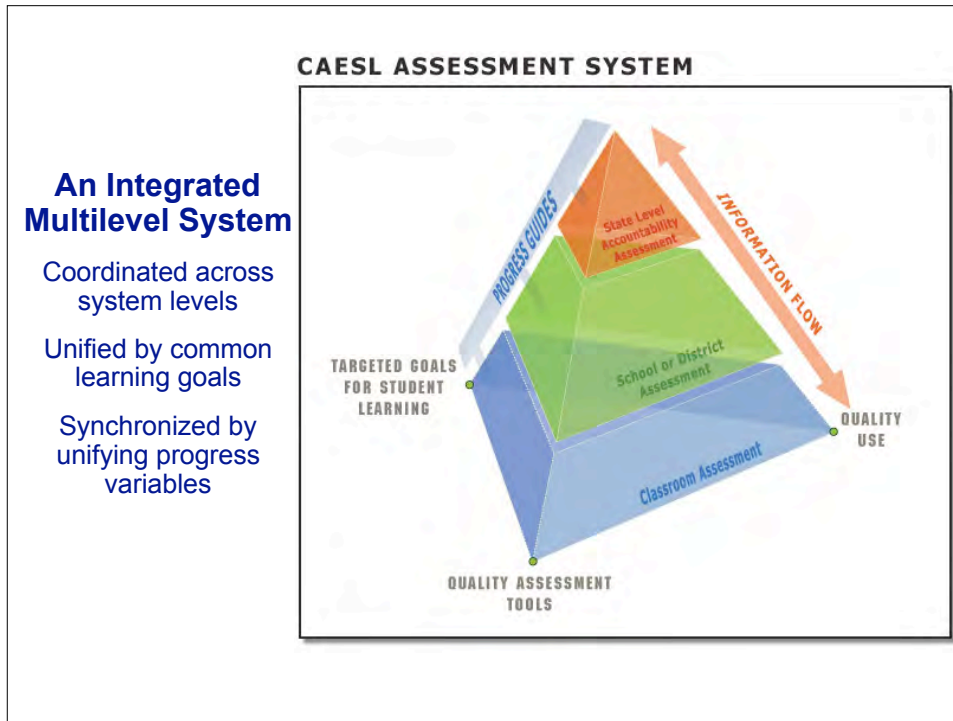 CAESL ASSESSMENT SYSTEM
An Integrated
Multilevel System
Coordinated across
system levels
Unified by common
learning goals
Synchronized by
unifying progress
variables
PROGRESS GUIDES
State Level
Accountability
Assessment
INFORMATION FLOW
School or District
Assessment
TARGETED GOALS
FOR STUDENT
LEARNING
QUALITY
USE
Classroom Assessment
QUALITY ASSESSMENT
TOOLS